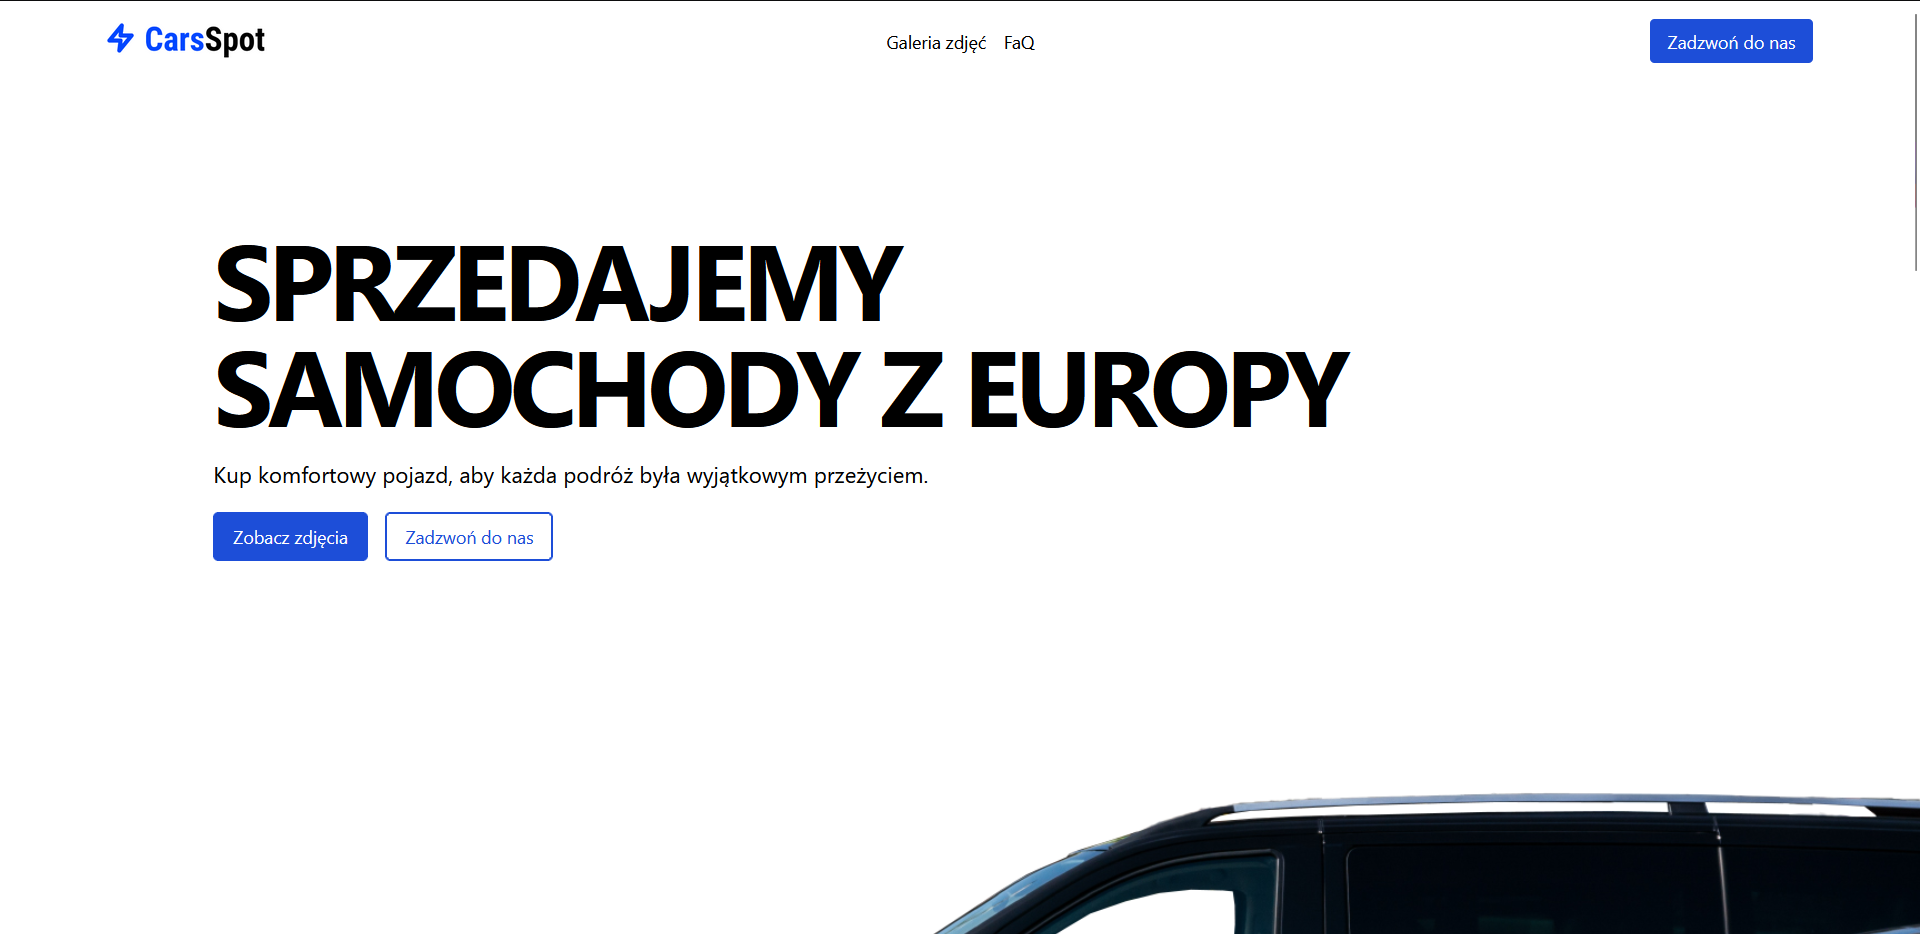 CarsSpot
Galeria zdjęć
FaQ
Zadzwoń do nas
SPRZEDAJEMY
SAMOCHODY Z EUROPY
Kup komfortowy pojazd, aby każda podróż była wyjątkowym przeżyciem.
Zobacz zdjęcia
Zadzwoń do nas